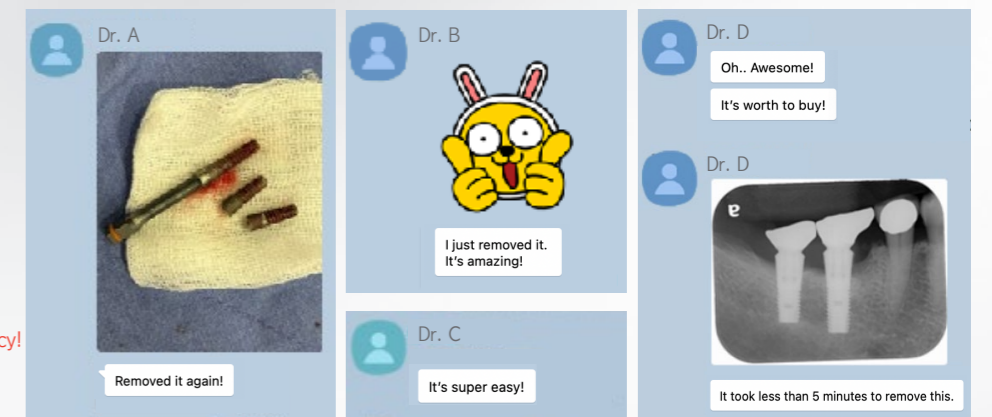 Dr. A
Removed it again!
cy!
Dr. B
I just removed it.
It's amazing!
Dr. C
It's super easy!
Dr. D
Oh.. Awesome!
It's worth to buy!
Dr. D
a
It took less than 5 minutes to remove this.